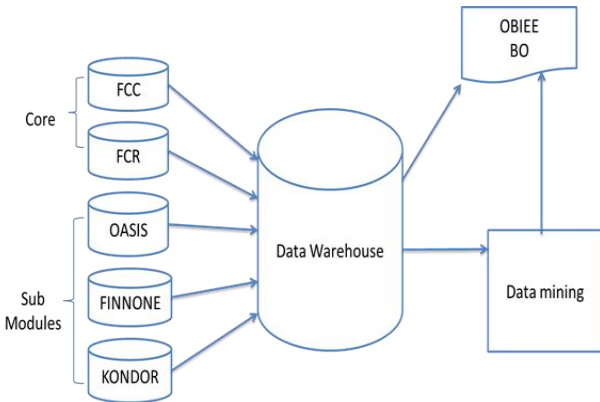 OBIEE
BO
Core
FCC
FCR
OASIS
Sub
Modules
FINNONE
KONDOR
Data Warehouse
Data mining